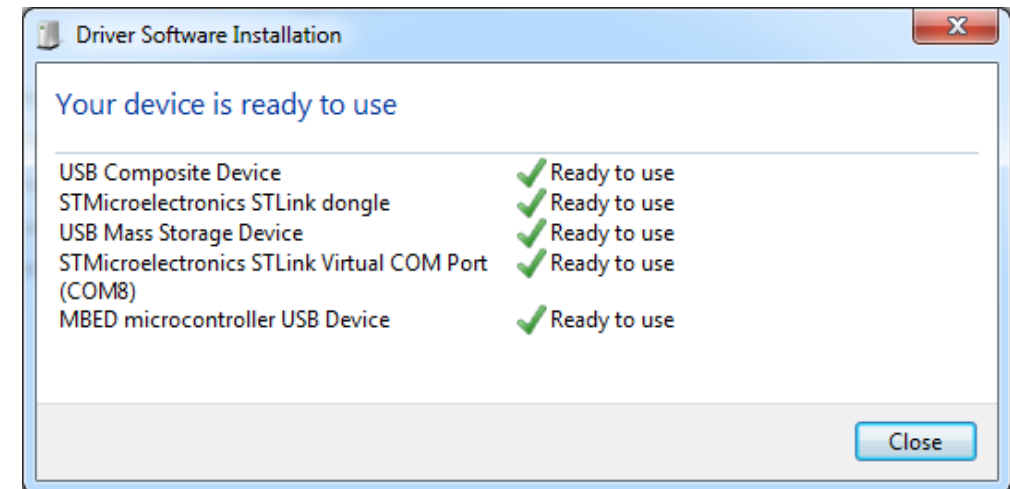 Driver Software Installation
Your device is ready to use
USB Composite Device Ready to use
STMicroelectronics STLink dongle Ready to use
USB Mass Storage Device Ready to use
STMicroelectronics STLink Virtual COM Port Ready to use
(COM8)
MBED microcontroller USB Device Ready to use
Close